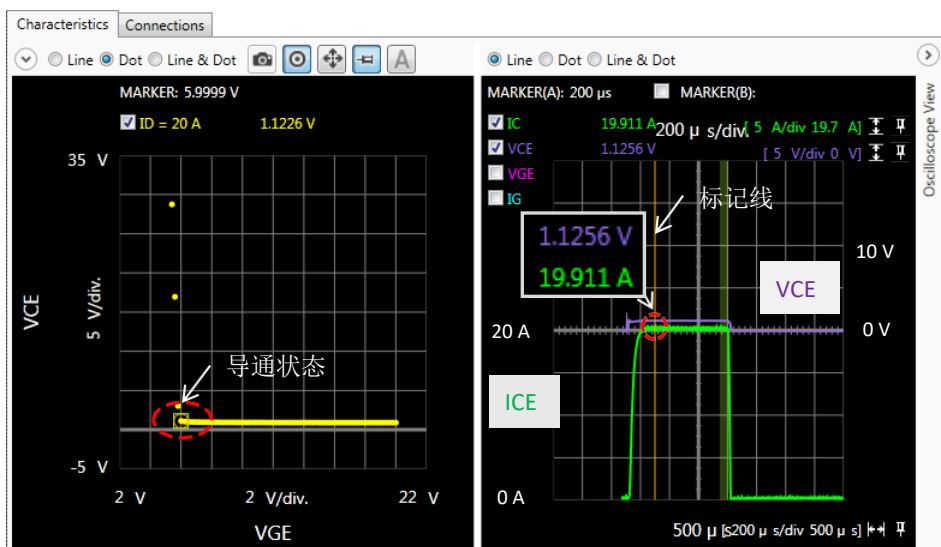 Characteristics Connections
Line Dot Line & Dot A
MARKER: 5.9999 V
ID = 20 A 1.1226 V
35 V
5 V/div.
VCE
导通状态
-5 V
2 V 2 V/div. 22 V
VGE
Line Dot Line & Dot
MARKER(A): 200 µs MARKER(B):
IC 19.911 A 200 µ s/div. [ 5 A/div 19.7 A]
VCE 1.1256 V [ 5 V/div 0 V]
VGE
IG
标记线
1.1256 V
19.911 A
10 V
VCE
20 A
0 V
ICE
0 A
500 µ s [200 µ s/div 500 µ s]
Oscilloscope View